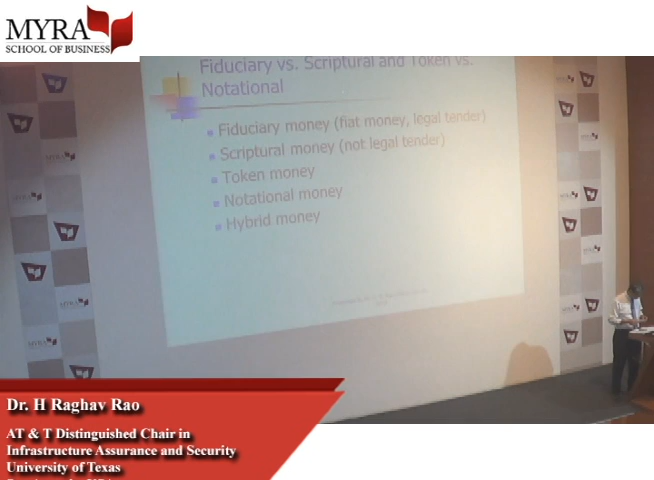 MYRA
SCHOOL OF BUSINESS
Fiduciary vs. Scriptural and Token vs.
Notational
Fiduciary money (fiat money, legal tender)
Scriptural money (not legal tender)
Token money
Notational money
Hybrid money
MYRA
MYRA
Dr. H Raghav Rao
AT & T Distinguished Chair in
Infrastructure Assurance and Security
University of Texas